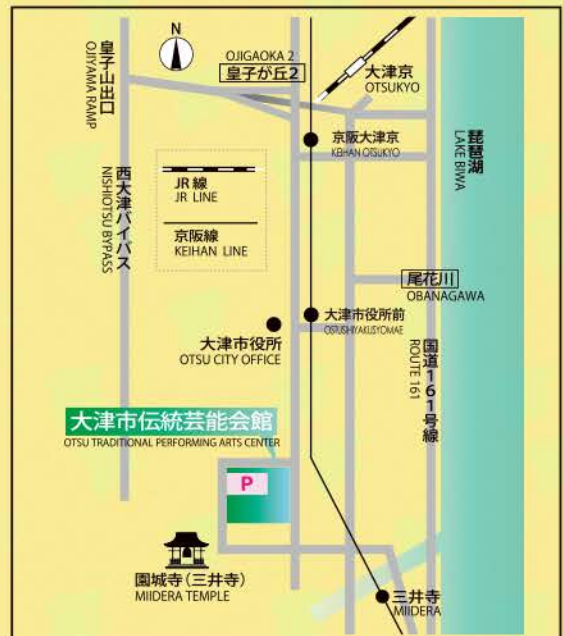 N
OJIGAOKA 2
皇子が丘2
皇子山出口
OJIYAMA RAMP
大津京
OTSUKYO
京阪大津京
KEIHAN OTSUKYO
琵琶湖
LAKE BIWA
JR線
JR LINE
京阪線
KEIHAN LINE
西大津バイパス
NISHIOTSU BYPASS
尾花川
OBANAGAWA
大津市役所前
OSTUSHIYAKUSYOMAE
大津市役所
OTSU CITY OFFICE
国道161号線
ROUTE 161
大津市伝統芸能会館
OTSU TRADITIONAL PERFORMING ARTS CENTER
P
園城寺(三井寺)
MIIDERA TEMPLE
三井寺
MIIDERA